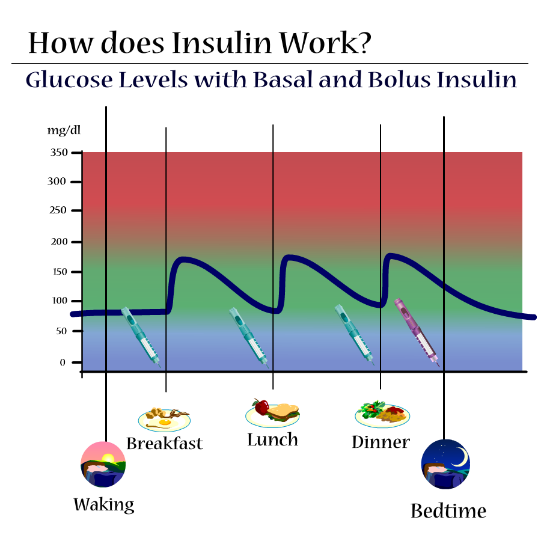 How does Insulin Work?
Glucose Levels with Basal and Bolus Insulin
mg/dl
350
300
250
200
150
100
50
0
Breakfast
Lunch
Dinner
Waking
Bedtime